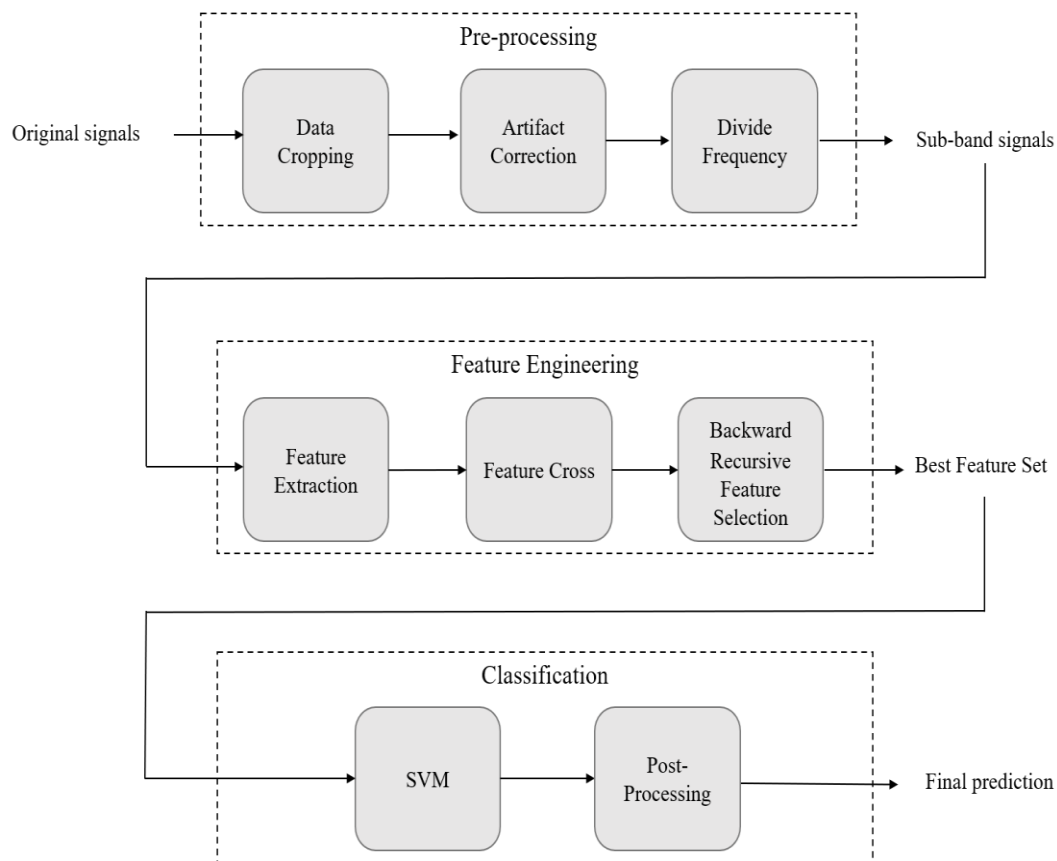 Pre-processing
Original signals
Data
Cropping
Artifact
Correction
Divide
Frequency
Sub-band signals
Feature Engineering
Feature
Extraction
Feature Cross
Backward
Recursive
Feature
Selection
Best Feature Set
Classification
SVM
Post-
Processing
Final prediction